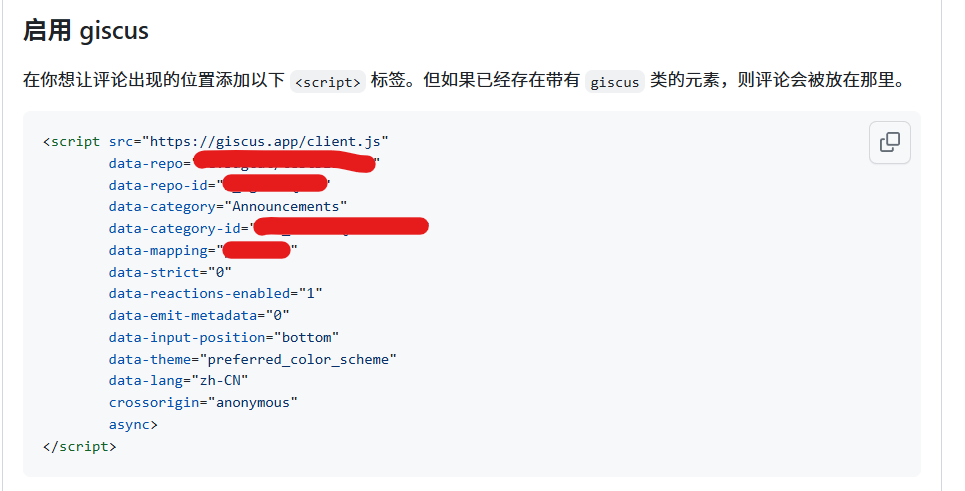 启用 giscus
在你想让评论出现的位置添加以下 <script> 标签。但如果已经存在带有 giscus 类的元素，则评论会被放在那里。
<script src="https://giscus.app/client.js"
data-repo="
data-repo-id="
data-category="Announcements"
data-category-id="
data-mapping="
data-strict="0"
data-reactions-enabled="1"
data-emit-metadata="0"
data-input-position="bottom"
data-theme="preferred_color_scheme"
data-lang="zh-CN"
crossorigin="anonymous"
async>
</script>